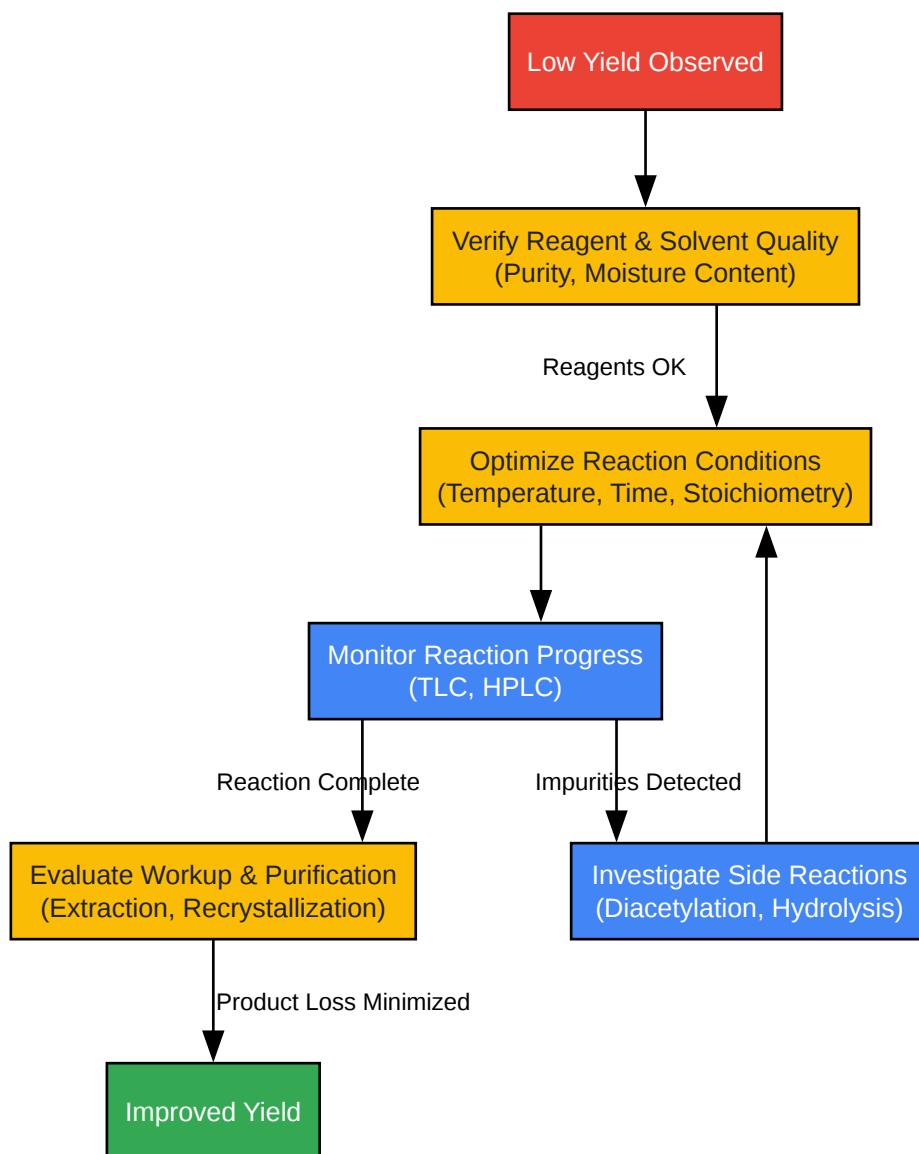 Low Yield Observed
Verify Reagent & Solvent Quality
(Purity, Moisture Content)
Reagents OK
Optimize Reaction Conditions
(Temperature, Time, Stoichiometry)
Monitor Reaction Progress
(TLC, HPLC)
Reaction Complete
Impurities Detected
Evaluate Workup & Purification
(Extraction, Recrystallization)
Investigate Side Reactions
(Diacetylation, Hydrolysis)
Product Loss Minimized
Improved Yield